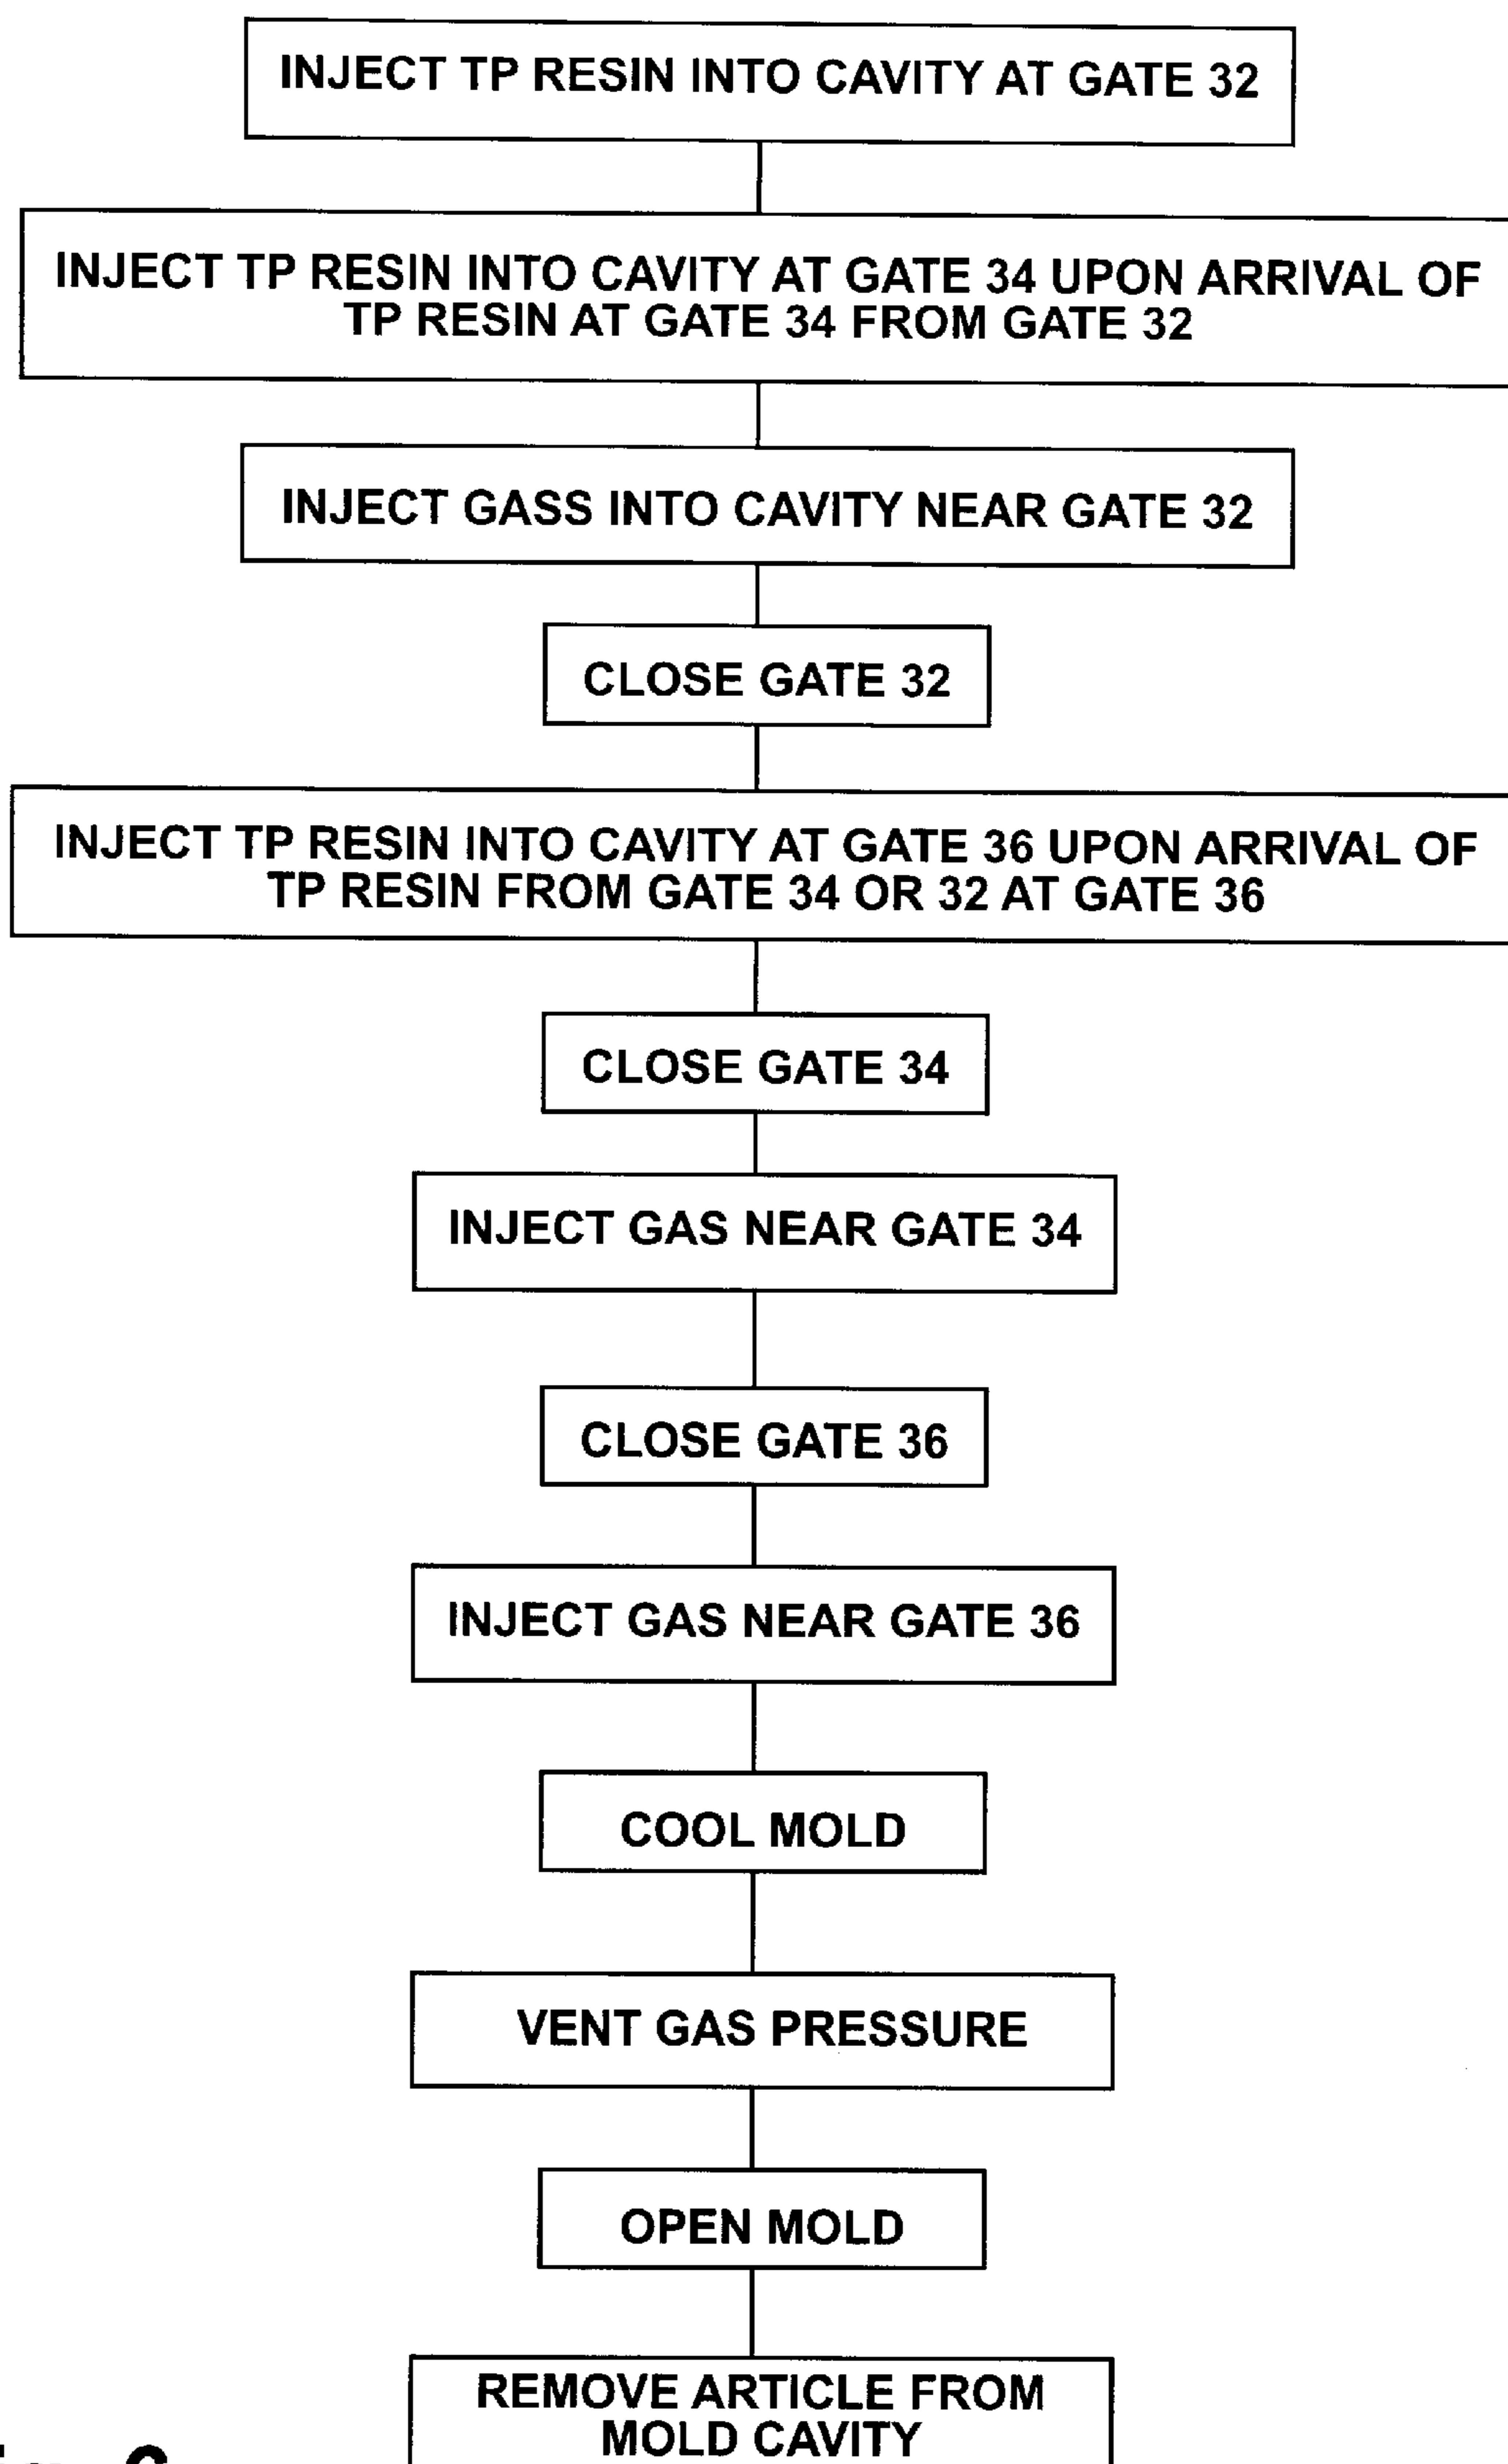 INJECT TP RESIN INTO CAVITY AT GATE 32
INJECT TP RESIN INTO CAVITY AT GATE 34 UPON ARRIVAL OF
TP RESIN AT GATE 34 FROM GATE 32
INJECT GASS INTO CAVITY NEAR GATE 32
CLOSE GATE 32
INJECT TP RESIN INTO CAVITY AT GATE 36 UPON ARRIVAL OF
TP RESIN FROM GATE 34 OR 32 AT GATE 36
CLOSE GATE 34
INJECT GAS NEAR GATE 34
CLOSE GATE 36
INJECT GAS NEAR GATE 36
COOL MOLD
VENT GAS PRESSURE
OPEN MOLD
REMOVE ARTICLE FROM
MOLD CAVITY